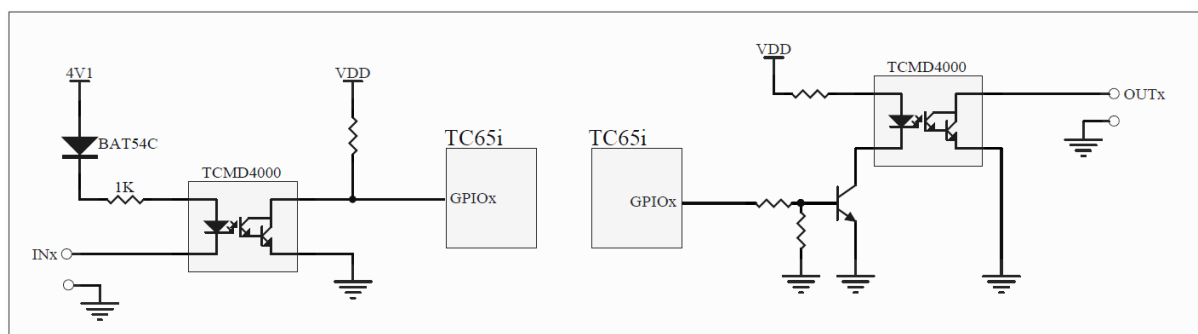 4V1
VDD
BAT54C
TC65i
1K
TCMD4000
GPIOx
INx
VDD
TCMD4000
OUTx
TC65i
GPIOx